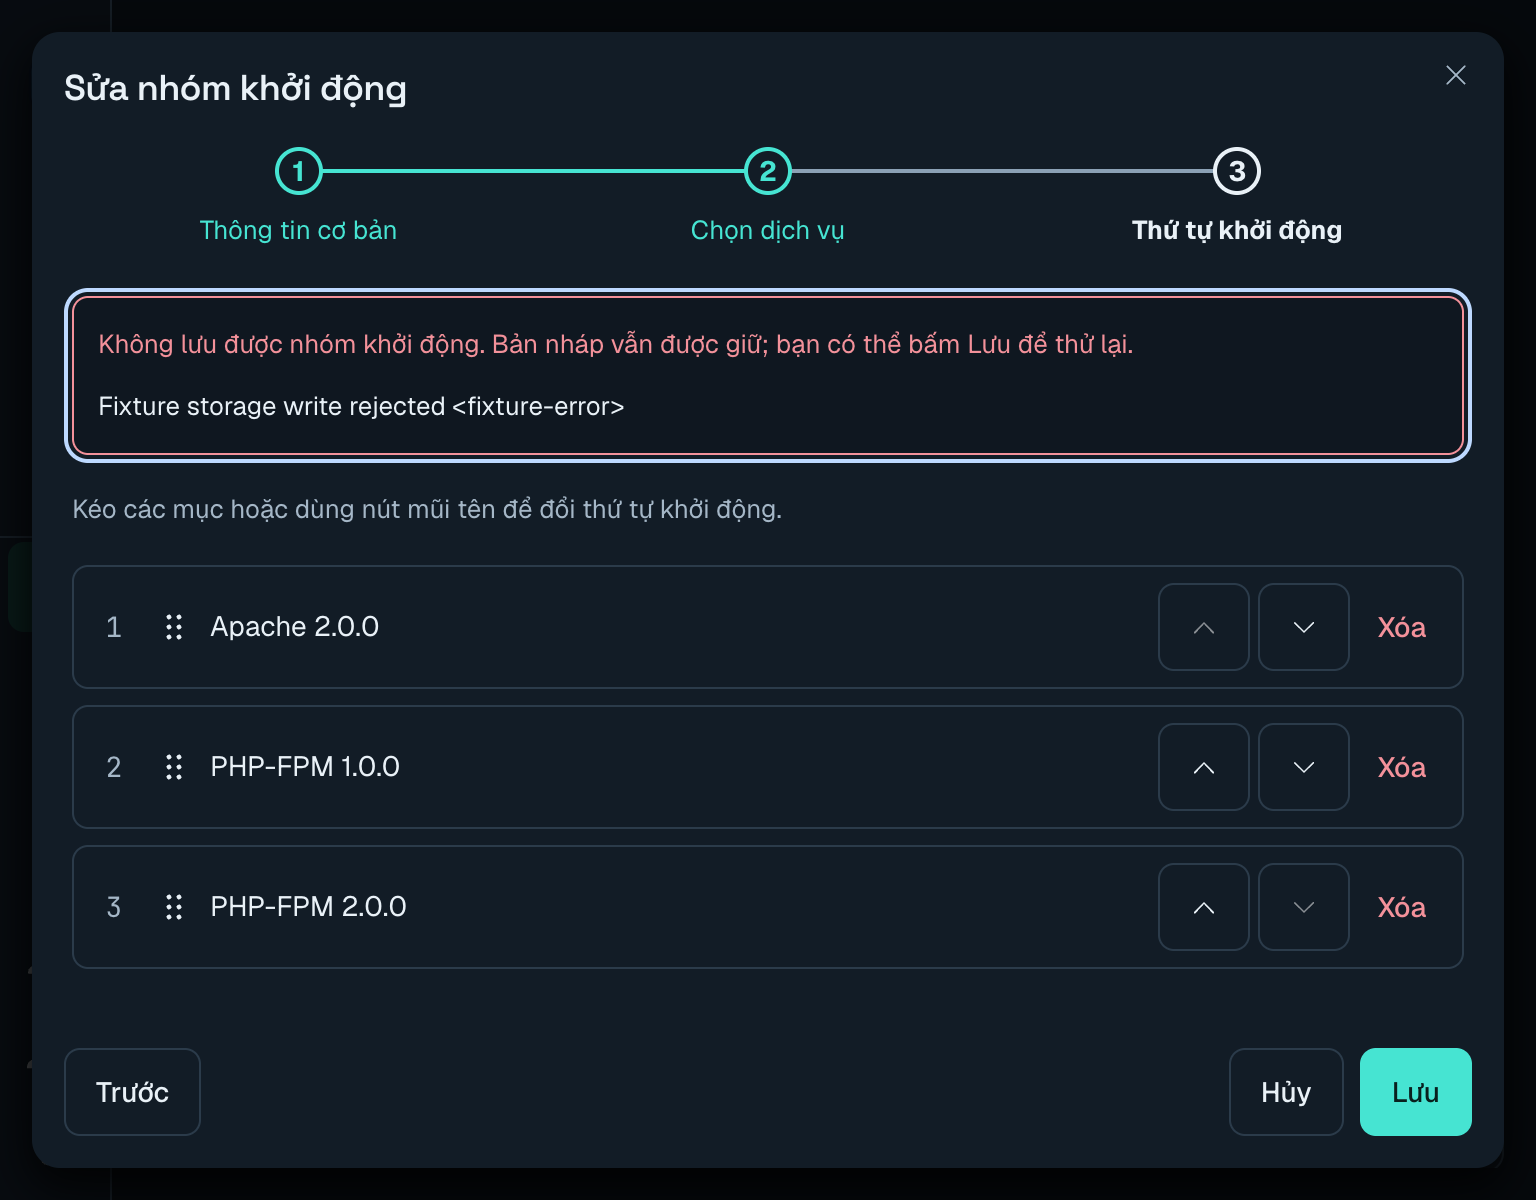 Sửa nhóm khởi động
1
2
3
Thông tin cơ bản
Chọn dịch vụ
Thứ tự khởi động
Không lưu được nhóm khởi động. Bản nháp vẫn được giữ; bạn có thể bấm Lưu để thử lại.
Fixture storage write rejected <fixture-error>
Kéo các mục hoặc dùng nút mũi tên để đổi thứ tự khởi động.
1 Apache 2.0.0 Xóa
2 PHP-FPM 1.0.0 Xóa
3 PHP-FPM 2.0.0 Xóa
Trước
Hủy
Lưu